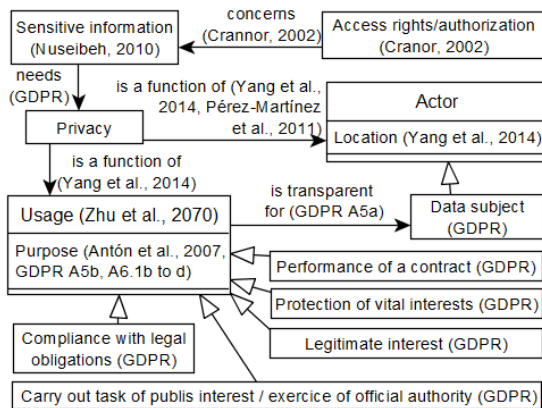 Sensitive information
(Nuseibeh, 2010)
concerns
(Crannor, 2002)
Access rights/authorization
(Cranor, 2002)
needs
(GDPR)
is a function of (Yang et al.,
2014, Pérez-Martínez
et al., 2011)
Privacy
Actor
Location (Yang et al., 2014)
is a function of
(Yang et al., 2014)
Usage (Zhu et al., 2070)
Purpose (Antón et al., 2007,
GDPR A5b, A6.1b to d)
is transparent
for (GDPR A5a)
Data subject
(GDPR)
Performance of a contract (GDPR)
Protection of vital interests (GDPR)
Legitimate interest (GDPR)
Compliance with legal
obligations (GDPR)
Carry out task of publis interest / exercice of official authority (GDPR)